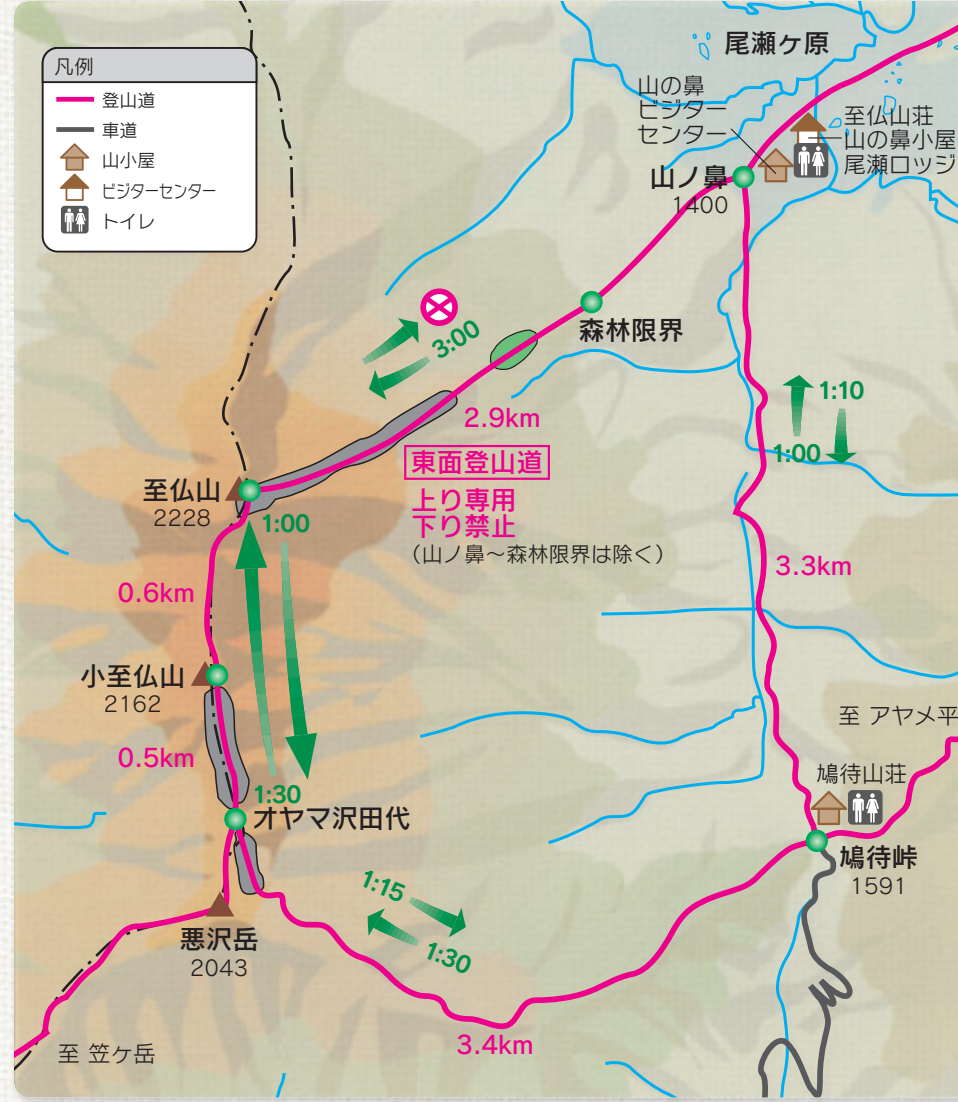 凡例
登山道
車道
山小屋
ビジターセンター
トイレ
尾瀬ヶ原
山の鼻
ビジター
センター
至仏山荘
山の鼻小屋
尾瀬ロッジ
山ノ鼻
1400
森林限界
3:00
2.9km
東面登山道
上り専用
下り禁止
（山ノ鼻～森林限界は除く）
1:10
1:00
3.3km
至仏山
2228
1:00
0.6km
小至仏山
2162
0.5km
1:30
オヤマ沢田代
至 アヤメ平
鳩待山荘
鳩待峠
1591
1:15
1:30
悪沢岳
2043
3.4km
至 笠ヶ岳